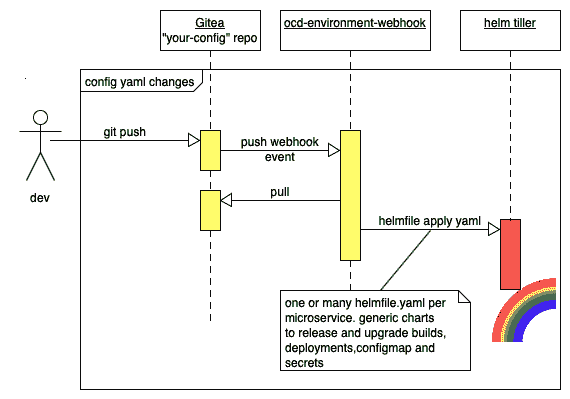 Gitea
"your-config" repo
ocd-environment-webhook
helm tiller
config yaml changes
git push
push webhook
event
dev
pull
helmfile apply yaml
one or many helmfile.yaml per
microservice. generic charts
to release and upgrade builds,
deployments,configmap and
secrets